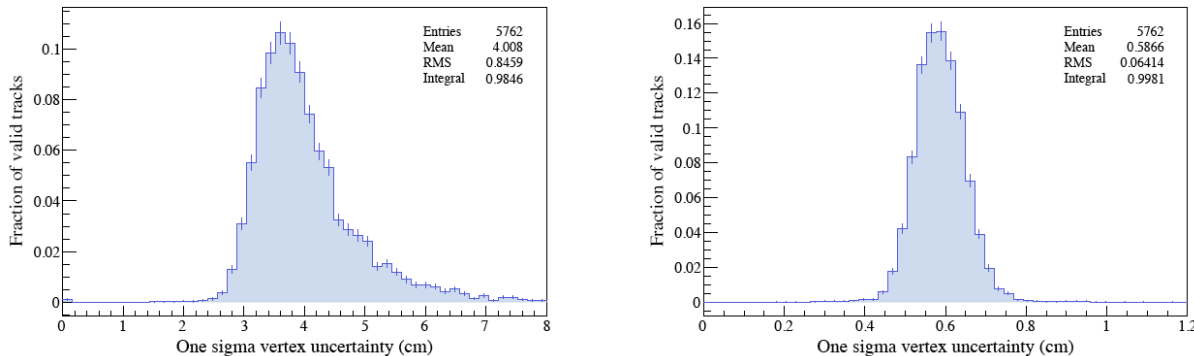 Entries 5762
Mean 4.008
RMS 0.8459
Integral 0.9846
Fraction of valid tracks
0.1
0.08
0.06
0.04
0.02
0
0 1 2 3 4 5 6 7 8
One sigma vertex uncertainty (cm)
Entries 5762
Mean 0.5866
RMS 0.06414
Integral 0.9981
Fraction of valid tracks
0.16
0.14
0.12
0.1
0.08
0.06
0.04
0.02
0
0 0.2 0.4 0.6 0.8 1 1.2
One sigma vertex uncertainty (cm)